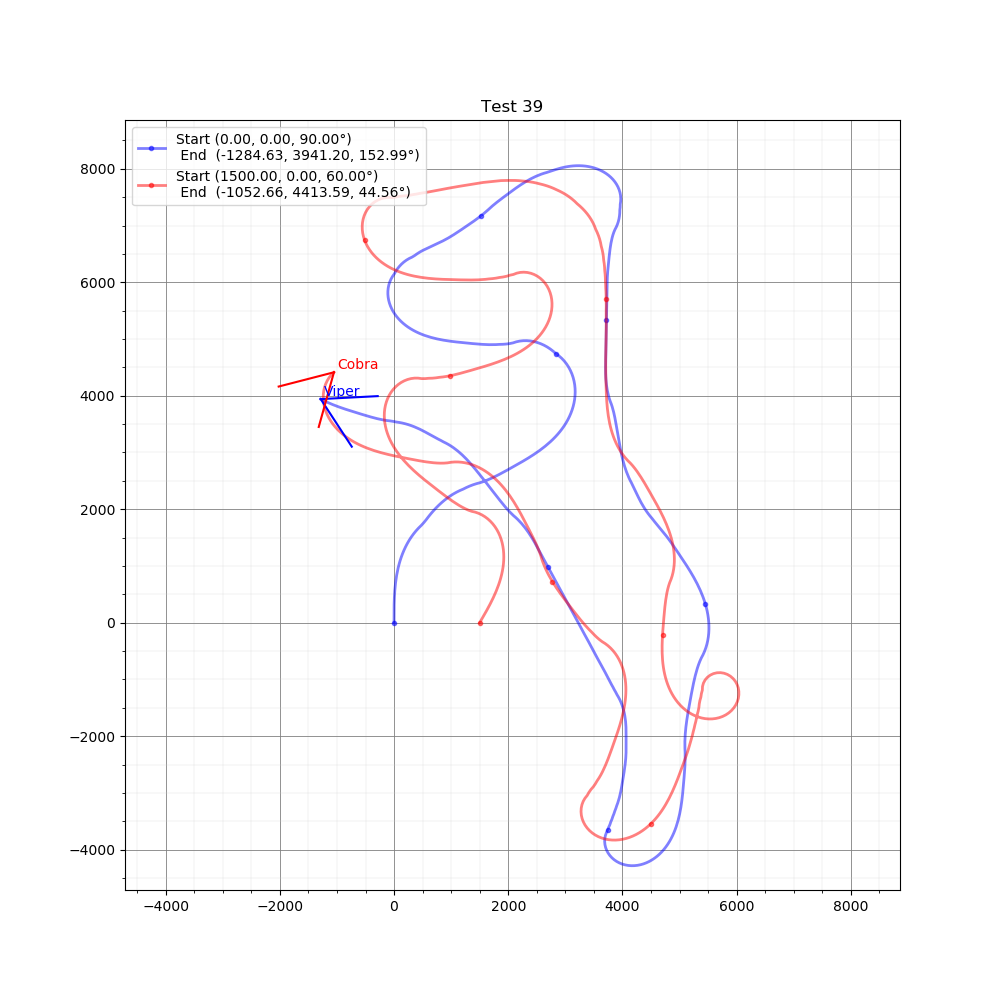 Test 39
Start (0.00, 0.00, 90.00°)
End (-1284.63, 3941.20, 152.99°)
Start (1500.00, 0.00, 60.00°)
End (-1052.66, 4413.59, 44.56°)
8000
6000
4000
2000
0
−2000
−4000
Cobra
Viper
−4000 −2000 0 2000 4000 6000 8000